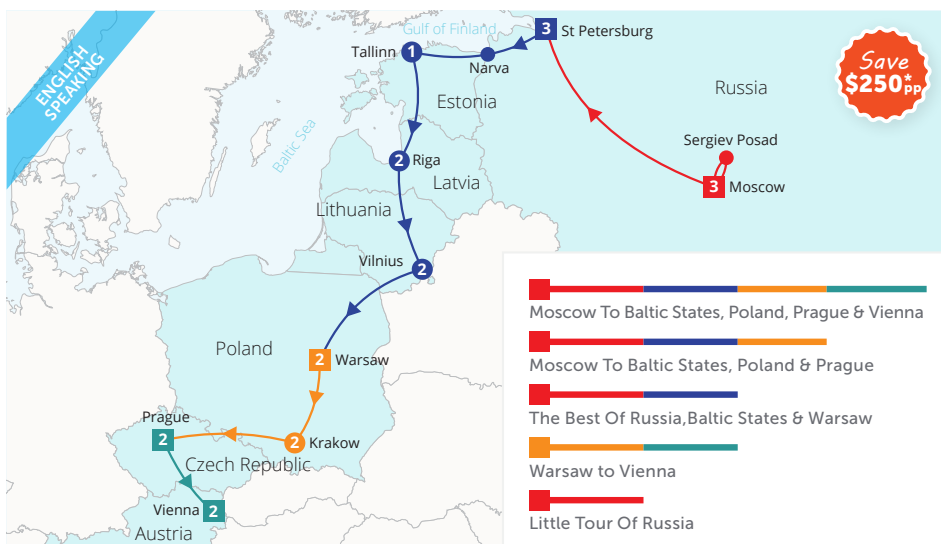 ENGLISH
SPEAKING
Gulf of Finland
3
St Petersburg
Tallinn
1
Narva
Save
$250*pp
Estonia
Russia
Baltic Sea
Sergiev Posad
2
Riga
3
Moscow
Latvia
Lithuania
Vilnius
2
Poland
2
Warsaw
Prague
2
2
Krakow
Czech Republic
Vienna
2
Austria
Moscow To Baltic States, Poland, Prague & Vienna
Moscow To Baltic States, Poland & Prague
The Best Of Russia,Baltic States & Warsaw
Warsaw to Vienna
Little Tour Of Russia